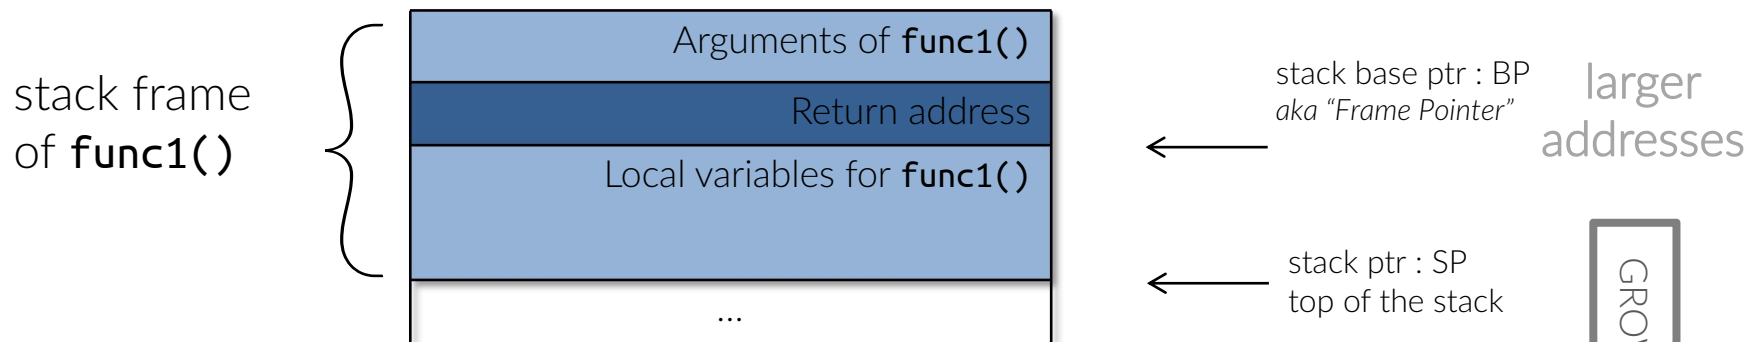 Arguments of func1()
stack frame
of func1()
Return address
Local variables for func1()
...
stack base ptr : BP
aka “Frame Pointer”
larger
addresses
stack ptr : SP
top of the stack